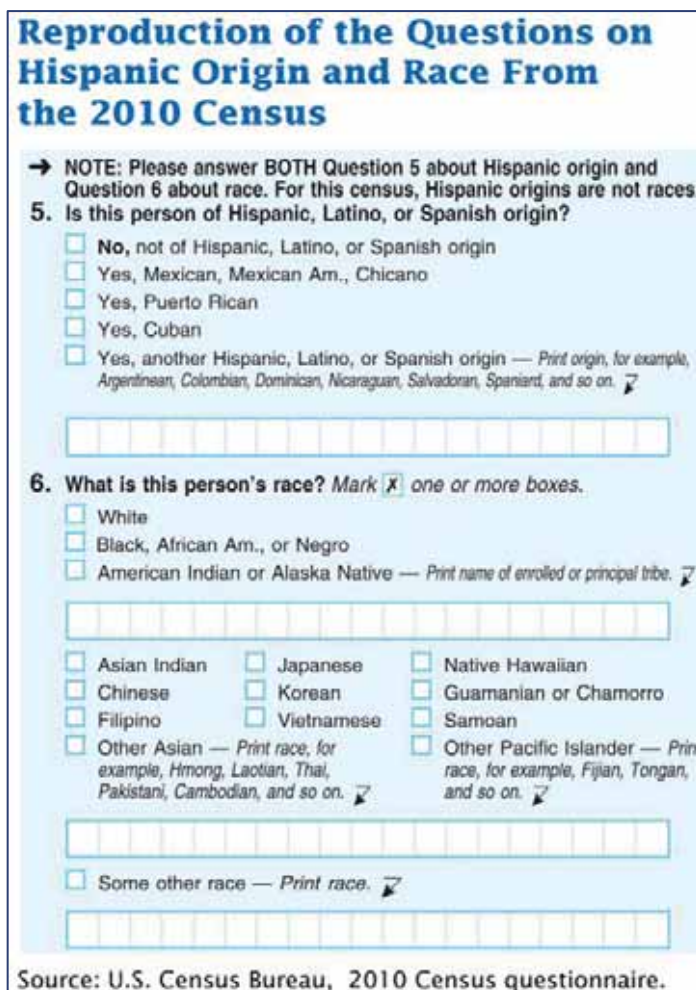 Reproduction of the Questions on
Hispanic Origin and Race From
the 2010 Census
→ NOTE: Please answer BOTH Question 5 about Hispanic origin and
Question 6 about race. For this census, Hispanic origins are not races
5. Is this person of Hispanic, Latino, or Spanish origin?
No, not of Hispanic, Latino, or Spanish origin
Yes, Mexican, Mexican Am., Chicano
Yes, Puerto Rican
Yes, Cuban
Yes, another Hispanic, Latino, or Spanish origin — Print origin, for example,
Argentinean, Colombian, Dominican, Nicaraguan, Salvadoran, Spaniard, and so on.
6. What is this person's race? Mark X one or more boxes.
White
Black, African Am., or Negro
American Indian or Alaska Native — Print name of enrolled or principal tribe.
Asian Indian Japanese Native Hawaiian
Chinese Korean Guamanian or Chamorro
Filipino Vietnamese Samoan
Other Asian — Print race, for
example, Hmong, Laotian, Thai,
Pakistani, Cambodian, and so on.
Other Pacific Islander — Prin
race, for example, Fijian, Tongan,
and so on.
Some other race — Print race.
Source: U.S. Census Bureau, 2010 Census questionnaire.